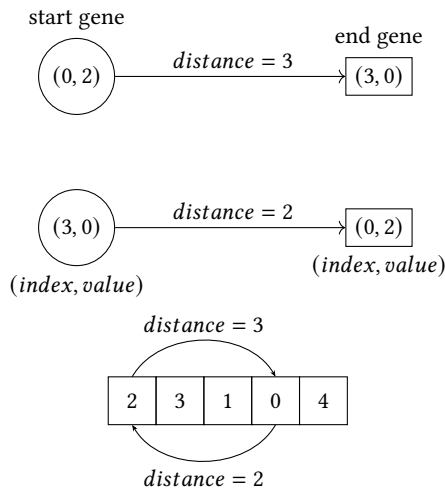 start gene
end gene
(0, 2)
distance = 3
(3, 0)
(3, 0)
distance = 2
(0, 2)
(index, value)
(index, value)
distance = 3
2 3 1 0 4
distance = 2